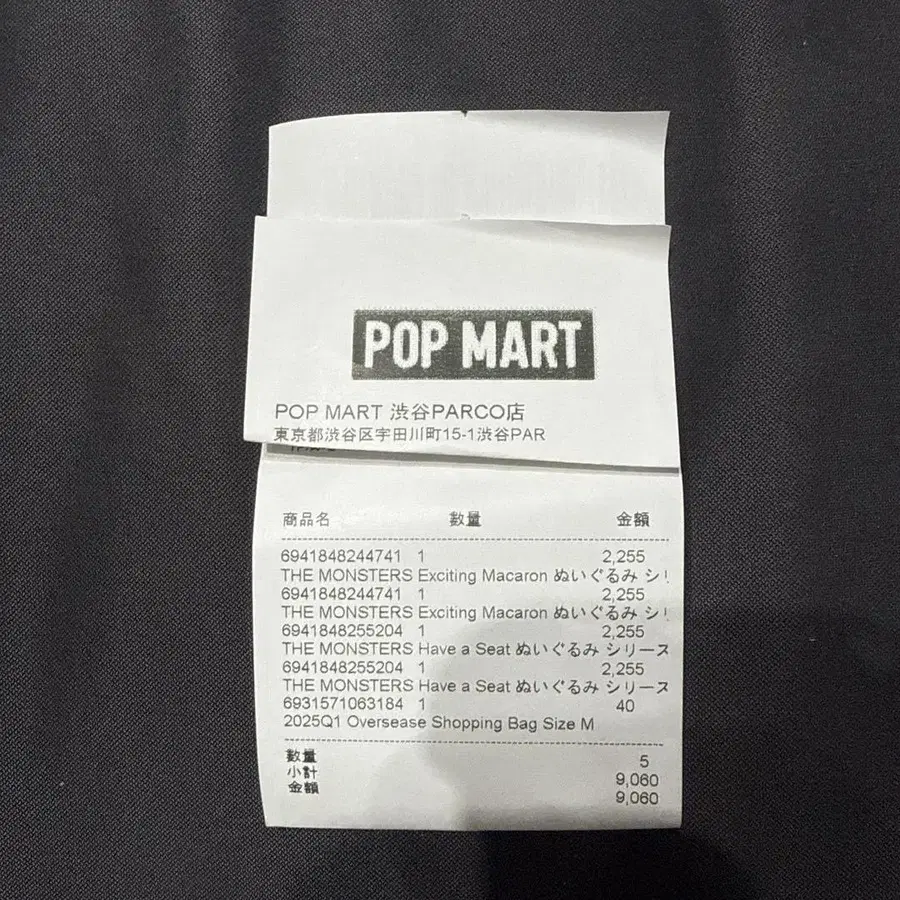 POP MART
POP MART 渋谷PARCO店
東京都渋谷区宇田川町15-1渋谷PAR
商品名 数量 金額
6941848244741 1 2,255
THE MONSTERS Exciting Macaron ぬいぐるみ シリ
6941848244741 1 2,255
THE MONSTERS Exciting Macaron ぬいぐるみ シリ
6941848255204 1 2,255
THE MONSTERS Have a Seat ぬいぐるみ シリーズ
6941848255204 1 2,255
THE MONSTERS Have a Seat ぬいぐるみ シリーズ
6931571063184 1 40
2025Q1 Oversease Shopping Bag Size M
数量 5
小計 9,060
金額 9,060